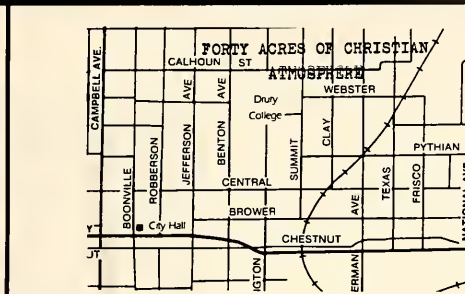 FORTY ACRES OF CHRISTIAN
ATMOSPHERE
CALHOUN ST
WEBSTER
Drury
College
CAMPBELL AVE.
BOONVILLE
ROBBERSON
JEFFERSON AVE
BENTON AVE
SUMMIT
CLAY
AVE
TEXAS
FRISCO
PYTHIAN
CENTRAL
BROWER
City Hall
CHESTNUT